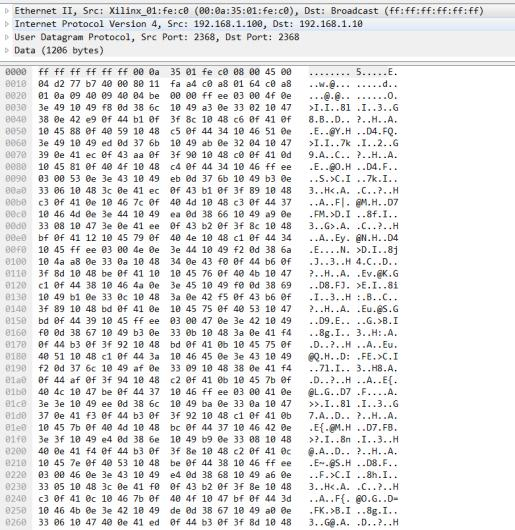 Ethernet II, Src: Xilinx_01:fe:c0 (00:0a:35:01:fe:c0), Dst: Broadcast (ff:ff:ff:ff:ff:ff)
Internet Protocol Version 4, Src: 192.168.1.100, Dst: 192.168.1.10
User Datagram Protocol, Src Port: 2368, Dst Port: 2368
Data (1206 bytes)
0000 ff ff ff ff ff ff 00 0a 35 01 fe c0 08 00 45 00 ........ 5.....E.
0010 04 d2 77 b7 40 00 80 11 fa a4 c0 a8 01 64 c0 a8 ..w.@... .....d..
0020 01 0a 09 40 09 40 04 be 00 00 ff ee 03 00 4f 0e ...@.@.. ......O.
0030 3e 49 10 49 f0 0d 38 6c 10 49 a3 0e 33 02 10 47 >I.I..8l .I..3..G
0040 38 0e 42 e9 0f 44 b1 0f 3f 8c 10 48 c6 0f 41 0f 8.B..D.. ?..H..A.
0050 10 45 88 0f 40 59 10 48 c5 0f 44 34 10 46 51 0e .E..@Y.H ..D4.FQ.
0060 3e 49 10 49 ed 0d 37 6b 10 49 ab 0e 32 04 10 47 >I.I..7k .I..2..G
0070 39 0e 41 ec 0f 43 aa 0f 3f 90 10 48 c0 0f 41 0d 9.A..C.. ?..H..A.
0080 10 45 81 0f 40 4f 10 48 c4 0f 44 34 10 46 ff ee .E..@O.H ..D4.F..
0090 03 00 53 0e 3e 43 10 49 eb 0d 37 6b 10 49 b3 0e ..S.>C.I ..7k.I..
00a0 33 06 10 48 3c 0e 41 ec 0f 43 b1 0f 3f 89 10 48 3..H<.A. .C..?..H
00b0 c3 0f 41 0e 10 46 7c 0f 40 4d 10 48 c3 0f 44 37 ..A..F|. @M.H..D7
00c0 10 46 4d 0e 3e 44 10 49 ea 0d 38 66 10 49 a9 0e .FM.>D.I ..8f.I..
00d0 33 08 10 47 3e 0e 41 ee 0f 43 b2 0f 3f 8c 10 48 3..G>.A. .C..?..H
00e0 bf 0f 41 12 10 45 79 0f 40 4e 10 48 c1 0f 44 34 ..A..Ey. @N.H..D4
00f0 10 45 ff ee 03 00 4e 0e 3e 44 10 49 f2 0d 38 6a .E....N. >D.I..8j
0100 10 4a a8 0e 33 0a 10 48 34 0e 43 f0 0f 44 b6 0f .J..3..H 4.C..D..
0110 3f 8d 10 48 be 0f 41 10 10 45 76 0f 40 4b 10 47 ?..H..A. .Ev.@K.G
0120 c1 0f 44 38 10 46 4a 0e 3e 45 10 49 f0 0d 38 69 ..D8.FJ. >E.I..8i
0130 10 49 b1 0e 33 0c 10 48 3a 0e 42 f5 0f 43 b6 0f .I..3..H :.B..C..
0140 3f 89 10 48 bd 0f 41 0e 10 45 75 0f 40 53 10 47 ?..H..A. .Eu.@S.G
0150 bd 0f 44 39 10 45 ff ee 03 00 47 0e 3e 42 10 49 ..D9.E.. ..G.>B.I
0160 f0 0d 38 67 10 49 b3 0e 33 0b 10 48 3a 0e 41 f4 ..8g.I.. 3..H:.A.
0170 0f 44 b3 0f 3f 92 10 48 bd 0f 41 0b 10 45 75 0f .D..?..H ..A..Eu.
0180 40 51 10 48 c1 0f 44 3a 10 46 45 0e 3e 43 10 49 @Q.H..D: .FE.>C.I
0190 f2 0d 37 6c 10 49 af 0e 33 09 10 48 38 0e 41 f4 ..7l.I.. 3..H8.A.
01a0 0f 44 af 0f 3f 94 10 48 c2 0f 41 0b 10 45 7b 0f .D..?..H ..A..E{.
01b0 40 4c 10 47 be 0f 44 37 10 46 ff ee 03 00 41 0e @L.G..D7 .F....A.
01c0 3e 3e 10 49 ee 0d 38 6c 10 49 ba 0e 33 0a 10 47 >>.I..8l .I..3..G
01d0 37 0e 41 f3 0f 44 b3 0f 3f 92 10 48 c1 0f 41 0b 7.A..D.. ?..H..A.
01e0 10 45 7b 0f 40 4d 10 48 bc 0f 44 37 10 46 42 0e .E{.@M.H ..D7.FB.
01f0 3e 3f 10 49 e4 0d 38 6e 10 49 b9 0e 33 08 10 48 >?.I..8n .I..3..H
0200 40 0e 41 f4 0f 44 b3 0f 3f 8e 10 48 c2 0f 41 0c @.A..D.. ?..H..A.
0210 10 45 7e 0f 40 53 10 48 be 0f 44 38 10 46 ff ee .E~.@S.H ..D8.F..
0220 03 00 46 0e 3e 43 10 49 e4 0d 38 68 10 49 a6 0e ..F.>C.I ..8h.I..
0230 33 05 10 48 3c 0e 41 f0 0f 43 b2 0f 3f 8e 10 48 3..H<.A. .C..?..H
0240 c3 0f 41 0c 10 46 7b 0f 40 4f 10 47 bf 0f 44 3d ..A..F{. @O.G..D=
0250 10 46 4b 0e 3e 42 10 49 de 0d 38 67 10 49 a0 0e .FK.>B.I ..8g.I..
0260 33 06 10 47 40 0e 41 ed 0f 44 b3 0f 3f 8d 10 48 3..G@.A. .D..?..H